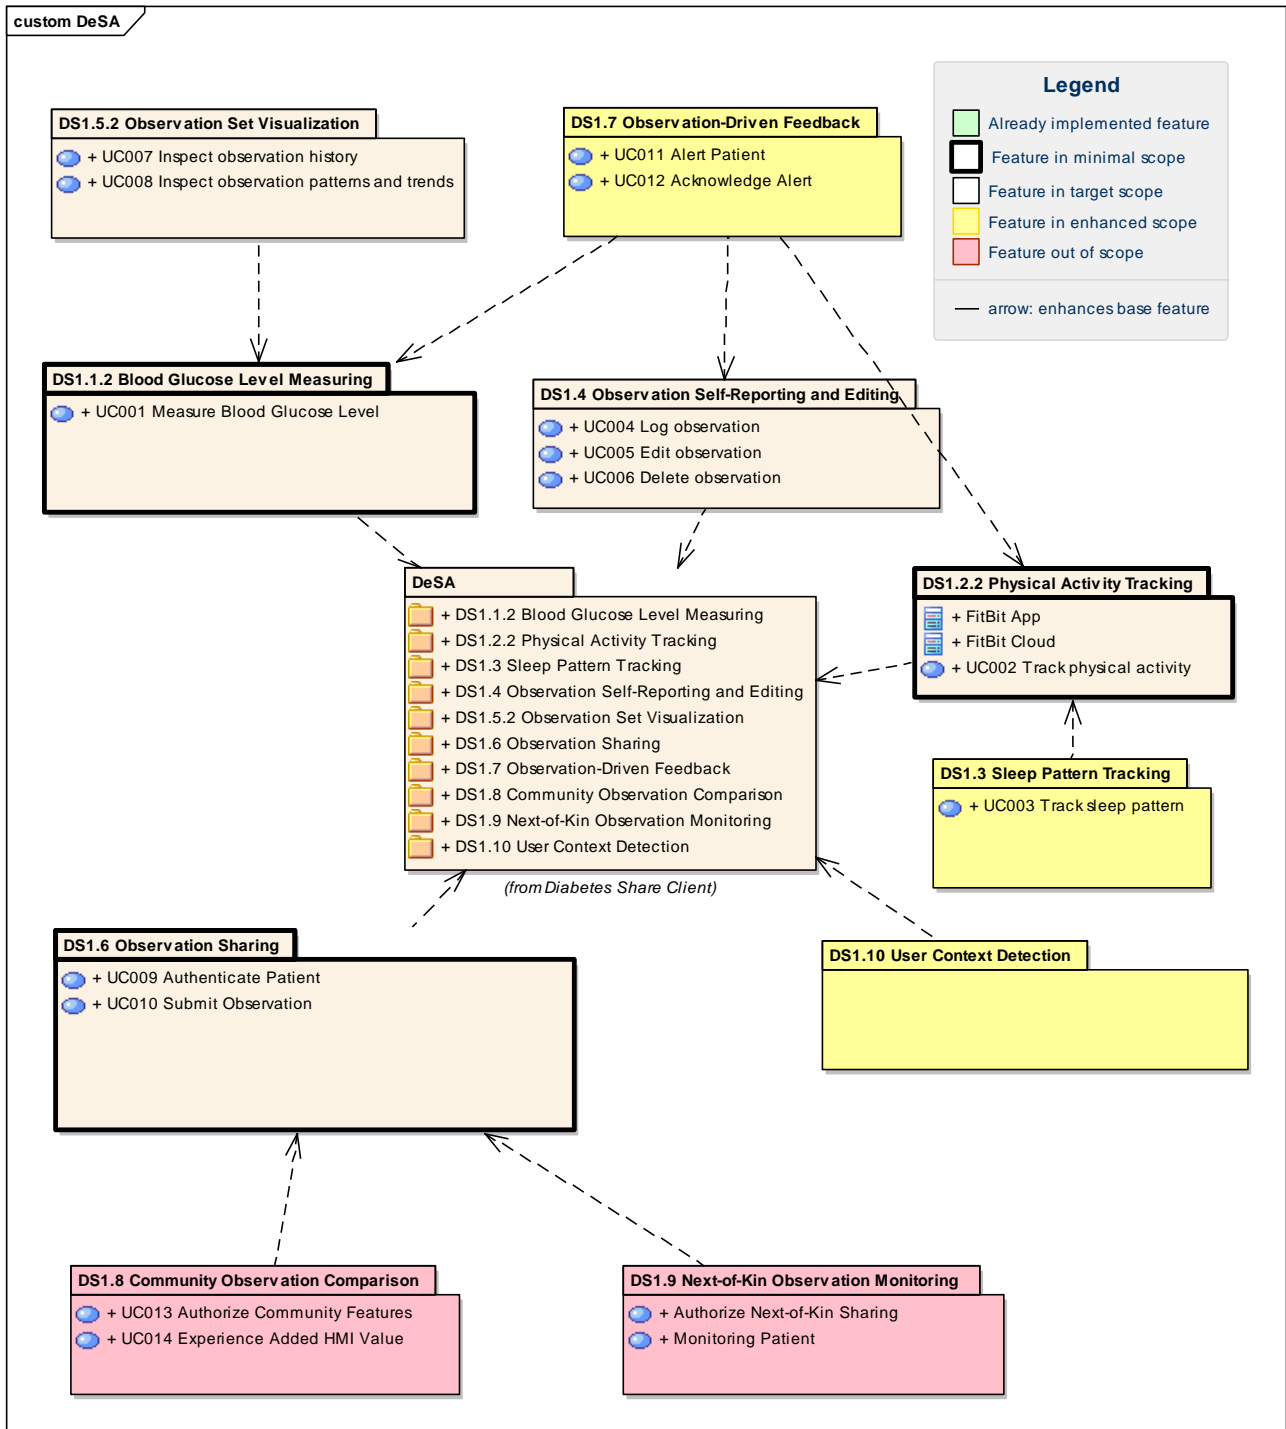 custom DeSA
Legend
Already implemented feature
Feature in minimal scope
Feature in target scope
Feature in enhanced scope
Feature out of scope
arrow: enhances base feature
DS1.5.2 Observation Set Visualization
+ UC007 Inspect observation history
+ UC008 Inspect observation patterns and trends
DS1.7 Observation-Driven Feedback
+ UC011 Alert Patient
+ UC012 Acknowledge Alert
DS1.1.2 Blood Glucose Level Measuring
+ UC001 Measure Blood Glucose Level
DS1.4 Observation Self-Reporting and Editing
+ UC004 Log observation
+ UC005 Edit observation
+ UC006 Delete observation
DeSA
+ DS1.1.2 Blood Glucose Level Measuring
+ DS1.2.2 Physical Activity Tracking
+ DS1.3 Sleep Pattern Tracking
+ DS1.4 Observation Self-Reporting and Editing
+ DS1.5.2 Observation Set Visualization
+ DS1.6 Observation Sharing
+ DS1.7 Observation-Driven Feedback
+ DS1.8 Community Observation Comparison
+ DS1.9 Next-of-Kin Observation Monitoring
+ DS1.10 User Context Detection
(from Diabetes Share Client)
DS1.2.2 Physical Activity Tracking
+ FitBit App
+ FitBit Cloud
+ UC002 Track physical activity
DS1.3 Sleep Pattern Tracking
+ UC003 Track sleep pattern
DS1.6 Observation Sharing
+ UC009 Authenticate Patient
+ UC010 Submit Observation
DS1.10 User Context Detection
DS1.8 Community Observation Comparison
+ UC013 Authorize Community Features
+ UC014 Experience Added HMI Value
DS1.9 Next-of-Kin Observation Monitoring
+ Authorize Next-of-Kin Sharing
+ Monitoring Patient